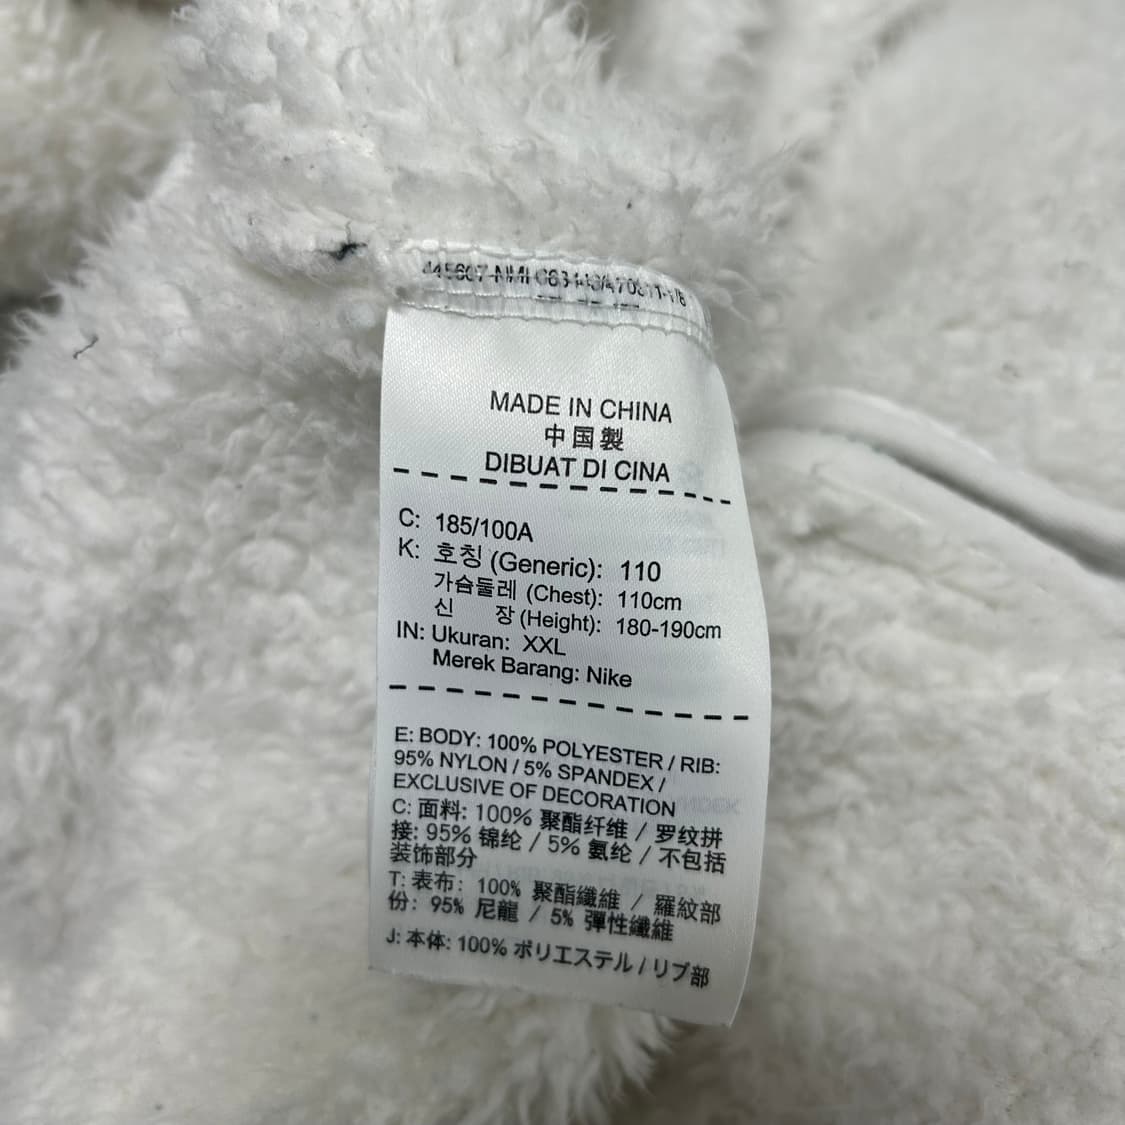 MADE IN CHINA
中国製
DIBUAT DI CINA
C: 185/100A
K: 호칭 (Generic): 110
가슴둘레 (Chest): 110cm
신 장 (Height): 180-190cm
IN: Ukuran: XXL
Merek Barang: Nike
E: BODY: 100% POLYESTER / RIB:
95% NYLON / 5% SPANDEX /
EXCLUSIVE OF DECORATION
C: 面料: 100% 聚酯纤维 / 罗纹拼
接: 95% 锦纶 / 5% 氨纶 / 不包括
装饰部分
T: 表布: 100% 聚酯纖維 / 羅紋部
份: 95% 尼龍 / 5% 彈性纖維
J: 本体: 100% ポリエステル / リブ部